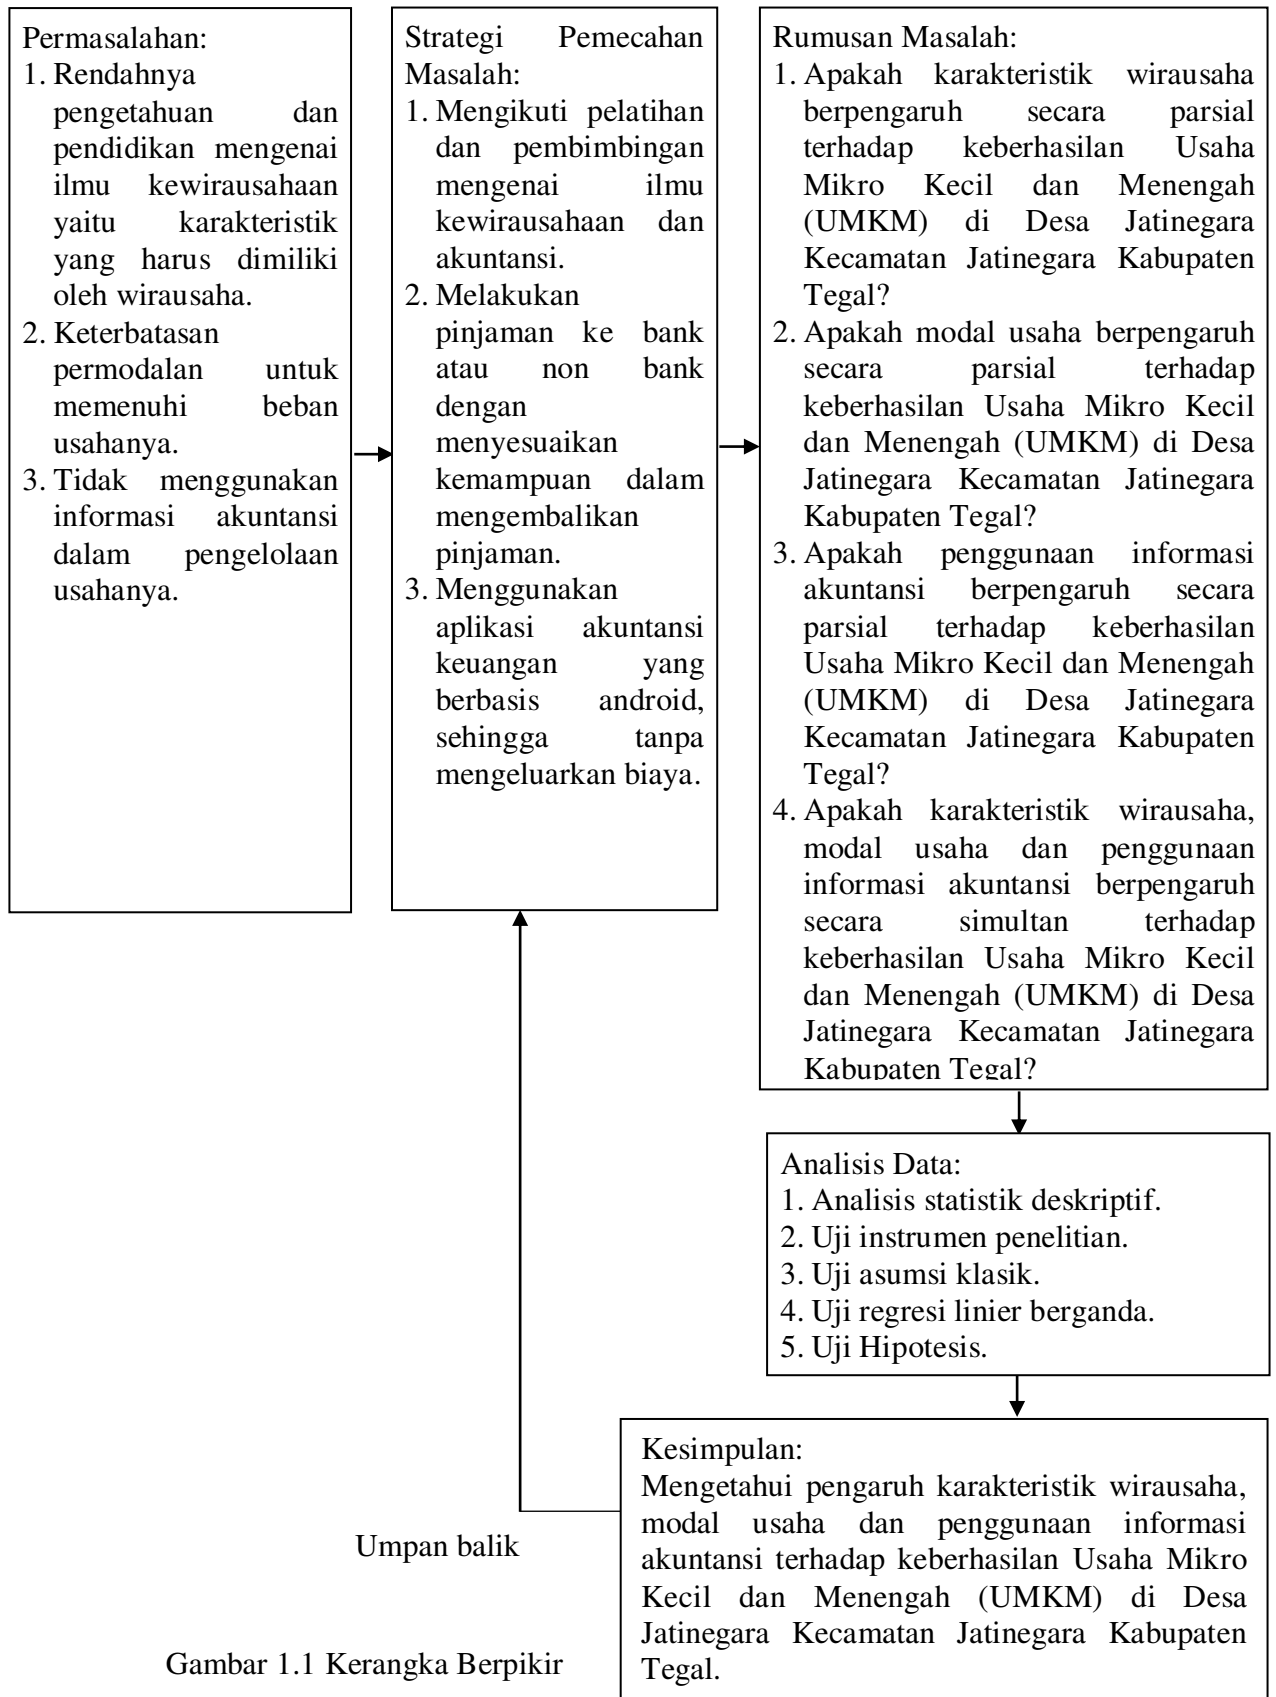 Permasalahan:
1. Rendahnya
pengetahuan dan
pendidikan mengenai
ilmu kewirausahaan
yaitu karakteristik
yang harus dimiliki
oleh wirausaha.
2. Keterbatasan
permodalan untuk
memenuhi beban
usahanya.
3. Tidak menggunakan
informasi akuntansi
dalam pengelolaan
usahanya.
Strategi Pemecahan
Masalah:
1. Mengikuti pelatihan
dan pembimbingan
mengenai ilmu
kewirausahaan dan
akuntansi.
2. Melakukan
pinjaman ke bank
atau non bank
dengan
menyesuaikan
kemampuan dalam
mengembalikan
pinjaman.
3. Menggunakan
aplikasi akuntansi
keuangan yang
berbasis android,
sehingga tanpa
mengeluarkan biaya.
Rumusan Masalah:
1. Apakah karakteristik wirausaha
berpengaruh secara parsial
terhadap keberhasilan Usaha
Mikro Kecil dan Menengah
(UMKM) di Desa Jatinegara
Kecamatan Jatinegara Kabupaten
Tegal?
2. Apakah modal usaha berpengaruh
secara parsial terhadap
keberhasilan Usaha Mikro Kecil
dan Menengah (UMKM) di Desa
Jatinegara Kecamatan Jatinegara
Kabupaten Tegal?
3. Apakah penggunaan informasi
akuntansi berpengaruh secara
parsial terhadap keberhasilan
Usaha Mikro Kecil dan Menengah
(UMKM) di Desa Jatinegara
Kecamatan Jatinegara Kabupaten
Tegal?
4. Apakah karakteristik wirausaha,
modal usaha dan penggunaan
informasi akuntansi berpengaruh
secara simultan terhadap
keberhasilan Usaha Mikro Kecil
dan Menengah (UMKM) di Desa
Jatinegara Kecamatan Jatinegara
Kabupaten Tegal?
Analisis Data:
1. Analisis statistik deskriptif.
2. Uji instrumen penelitian.
3. Uji asumsi klasik.
4. Uji regresi linier berganda.
5. Uji Hipotesis.
Kesimpulan:
Mengetahui pengaruh karakteristik wirausaha,
modal usaha dan penggunaan informasi
akuntansi terhadap keberhasilan Usaha Mikro
Kecil dan Menengah (UMKM) di Desa
Jatinegara Kecamatan Jatinegara Kabupaten
Tegal.
Umpan balik
Gambar 1.1 Kerangka Berpikir